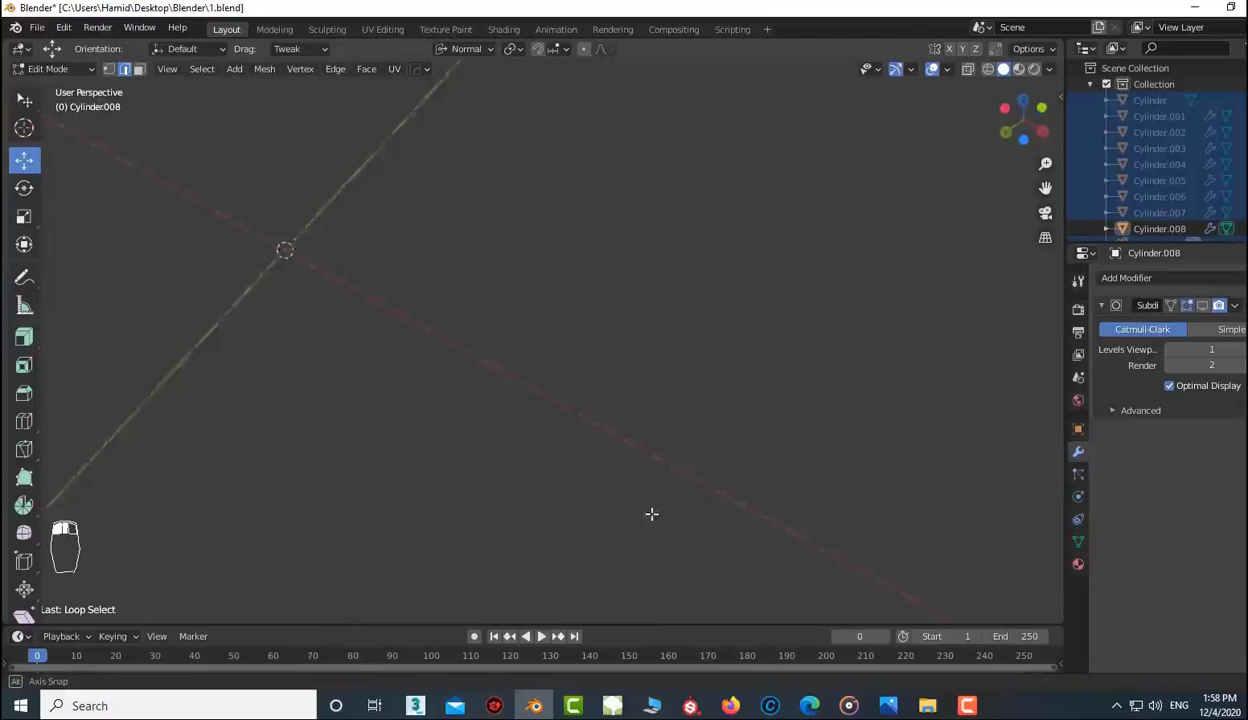 Blender* [C:\Users\Hamid\Desktop\Blender\1.blend]
File Edit Render Window Help Layout Modeling Sculpting UV Editing Texture Paint Shading Animation Rendering Compositing Scripting + Scene View Layer
Orientation: Default Drag: Tweak Normal X Y Z Options
Edit Mode View Select Add Mesh Vertex Edge Face UV
User Perspective
(0) Cylinder.008
Scene Collection
Collection
Cylinder
Cylinder.001
Cylinder.002
Cylinder.003
Cylinder.004
Cylinder.005
Cylinder.006
Cylinder.007
Cylinder.008
Cylinder.008
Add Modifier
Subdi
Catmull-Clark Simple
Levels Viewp... 1
Render 2
Optimal Display
Advanced
Last: Loop Select
Playback Keying View Marker 0 Start 1 End 250
0 10 20 30 40 50 60 70 80 90 100 110 120 130 140 150 160 170 180 190 200 210 220 230 240 250
Alt Axis Snap
Search ENG 1:58 PM
12/4/2020